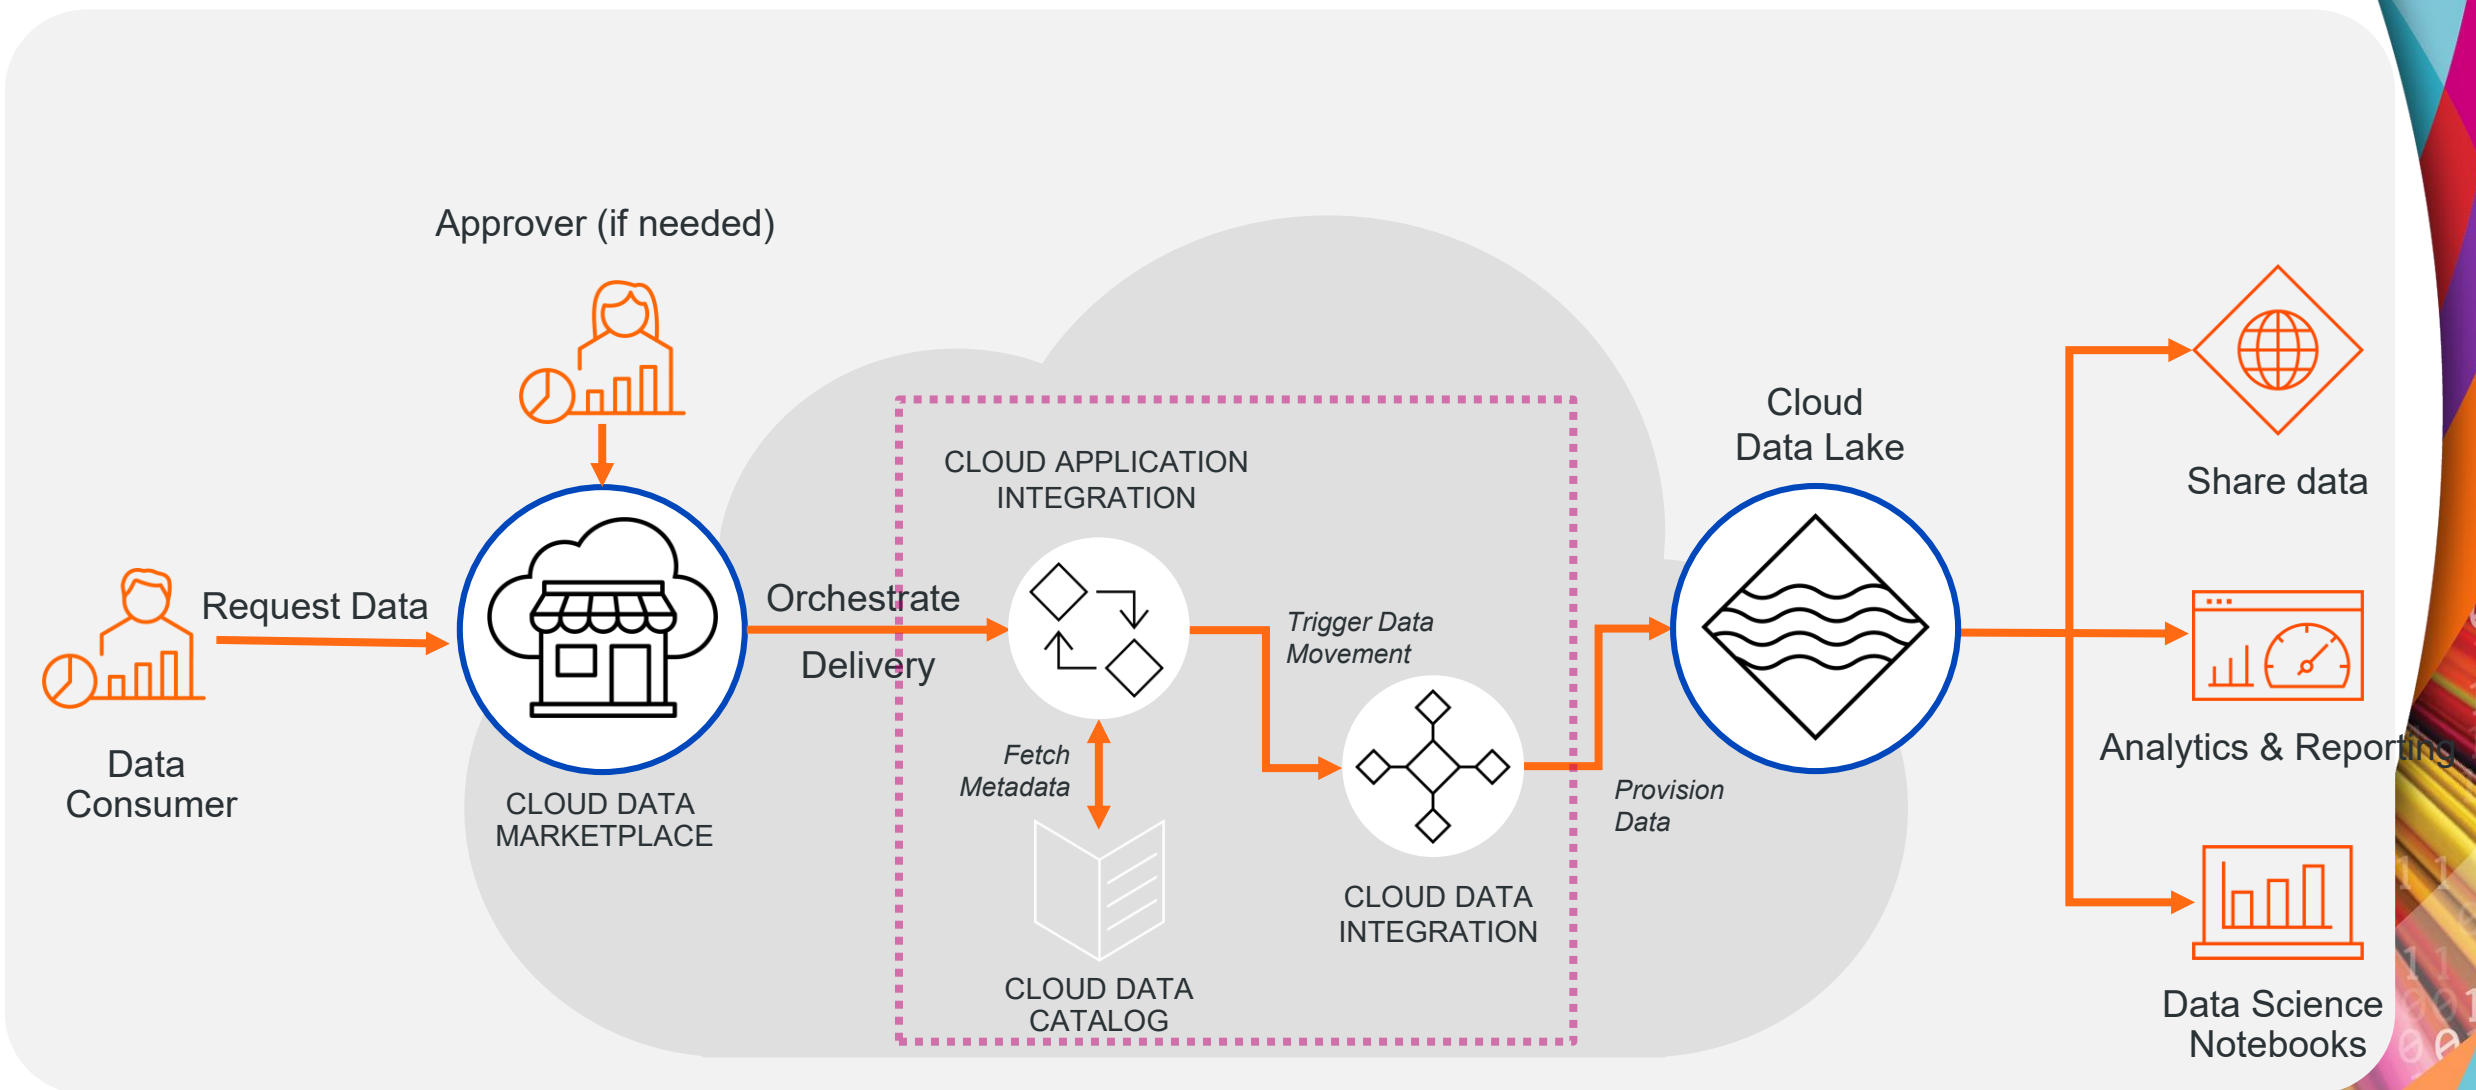 Approver (if needed)
Request Data
Data
Consumer
CLOUD DATA
MARKETPLACE
Orchestrate
Delivery
CLOUD APPLICATION
INTEGRATION
Fetch
Metadata
CLOUD DATA
CATALOG
Trigger Data
Movement
CLOUD DATA
INTEGRATION
Provision
Data
Cloud
Data Lake
Share data
Analytics & Reporting
Data Science
Notebooks